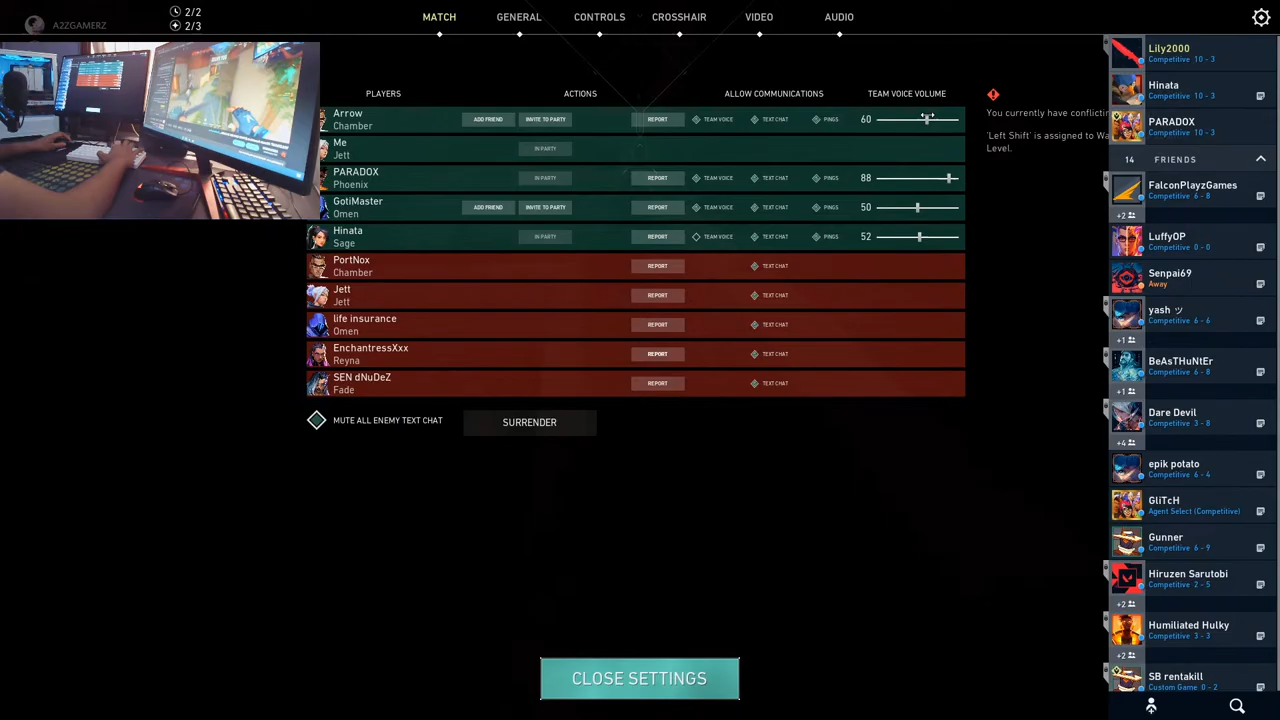 A2ZGAMERZ
2/2
2/3
MATCH GENERAL CONTROLS CROSSHAIR VIDEO AUDIO
PLAYERS ACTIONS ALLOW COMMUNICATIONS TEAM VOICE VOLUME
Arrow
Chamber
ADD FRIEND INVITE TO PARTY REPORT TEAM VOICE TEXT CHAT PINGS 60
Me
Jett
IN PARTY
PARADOX
Phoenix
IN PARTY REPORT TEAM VOICE TEXT CHAT PINGS 88
GotiMaster
Omen
ADD FRIEND INVITE TO PARTY REPORT TEAM VOICE TEXT CHAT PINGS 50
Hinata
Sage
IN PARTY REPORT TEAM VOICE TEXT CHAT PINGS 52
PortNox
Chamber
REPORT TEXT CHAT
Jett
Jett
REPORT TEXT CHAT
life insurance
Omen
REPORT TEXT CHAT
EnchantressXxx
Reyna
REPORT TEXT CHAT
SEN dNuDeZ
Fade
REPORT TEXT CHAT
MUTE ALL ENEMY TEXT CHAT SURRENDER
CLOSE SETTINGS
You currently have conflictin
'Left Shift' is assigned to Wa
Level.
Lily2000
Competitive 10 - 3
Hinata
Competitive 10 - 3
PARADOX
Competitive 10 - 3
14 FRIENDS
FalconPlayzGames
Competitive 6 - 8
+2
LuffyOP
Competitive 0 - 0
Senpai69
Away
yash ッ
Competitive 6 - 6
+1
BeAsTHuNtEr
Competitive 6 - 8
+1
Dare Devil
Competitive 3 - 8
+4
epik potato
Competitive 6 - 4
GliTcH
Agent Select (Competitive)
Gunner
Competitive 6 - 9
Hiruzen Sarutobi
Competitive 2 - 5
+2
Humiliated Hulky
Competitive 3 - 3
+2
SB rentakill
Custom Game 0 - 2